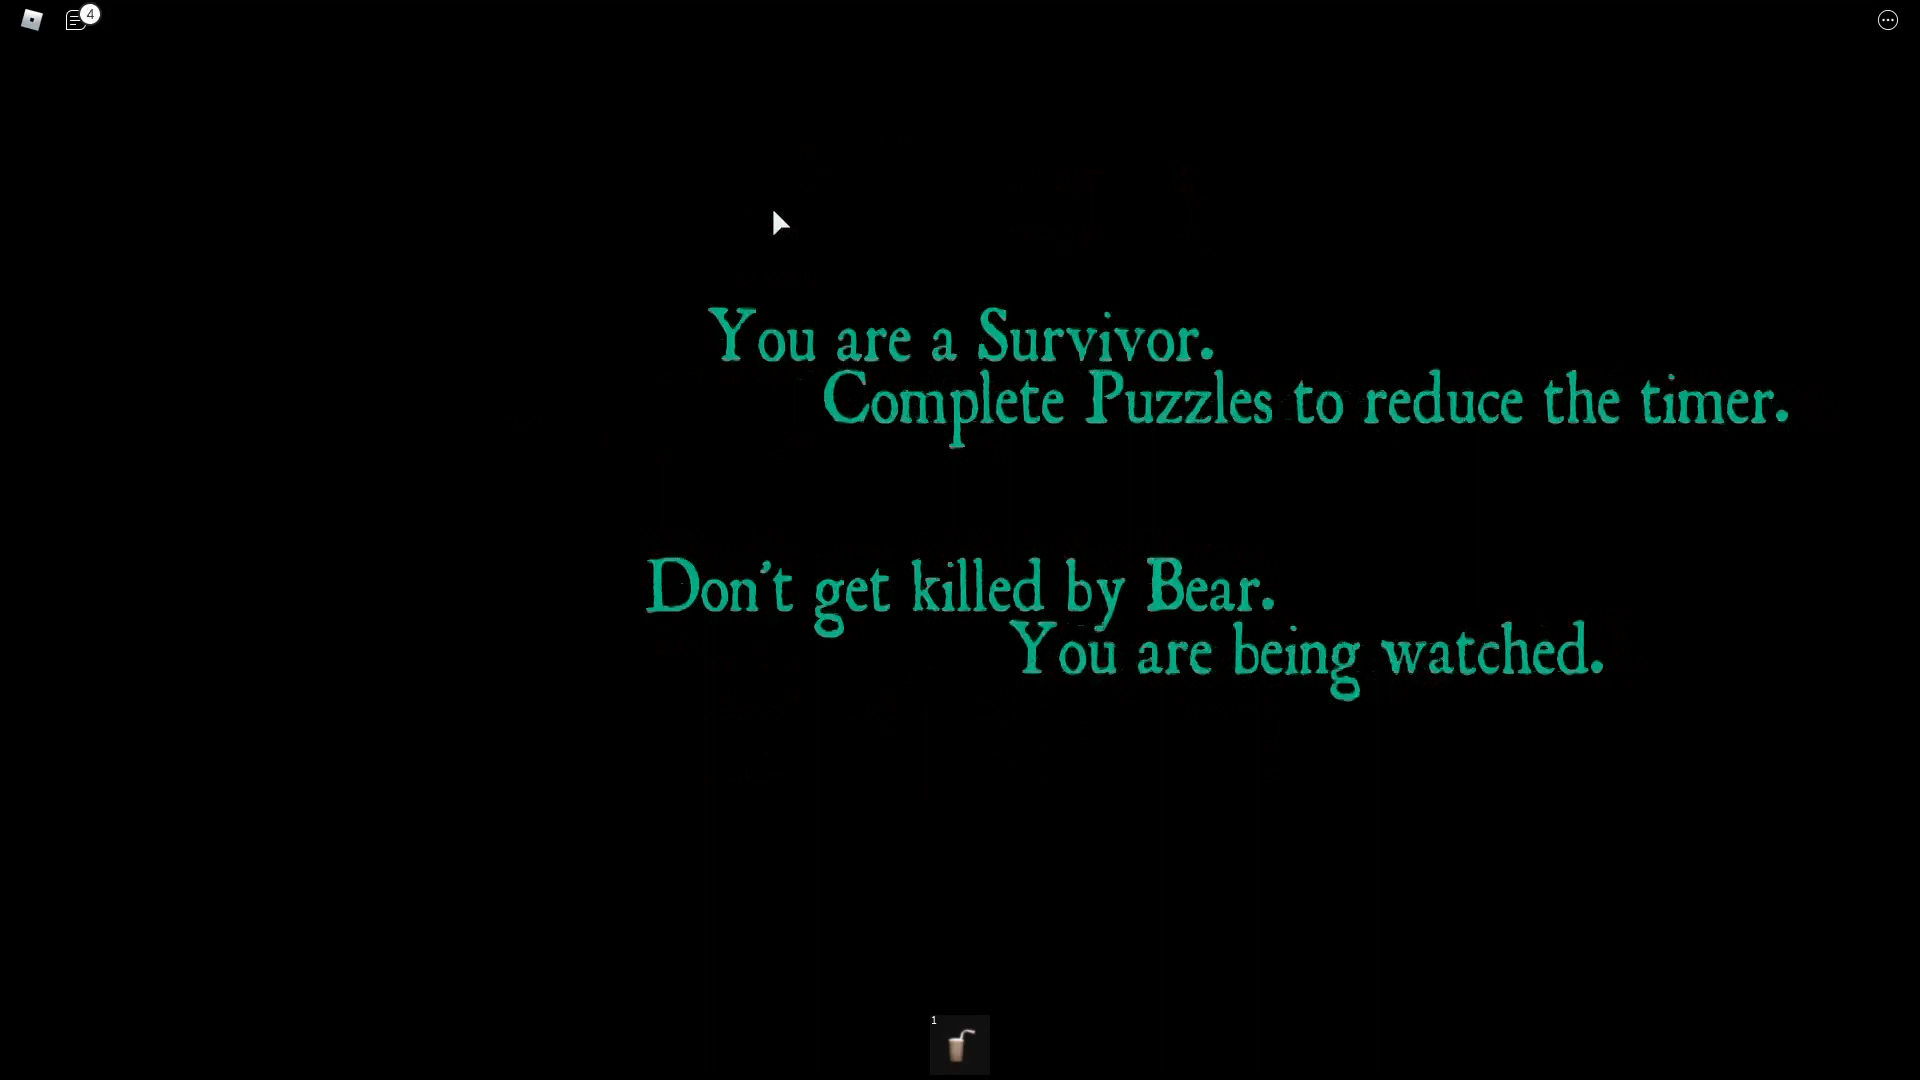 4
You are a Survivor.
Complete Puzzles to reduce the timer.
Don't get killed by Bear.
You are being watched.
1